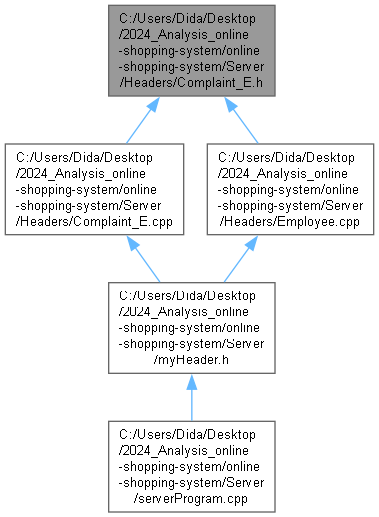 C:/Users/Dida/Desktop
/2024_Analysis_online
-shopping-system/online
-shopping-system/Server
/Headers/Complaint_E.h
C:/Users/Dida/Desktop
/2024_Analysis_online
-shopping-system/online
-shopping-system/Server
/Headers/Complaint_E.cpp
C:/Users/Dida/Desktop
/2024_Analysis_online
-shopping-system/online
-shopping-system/Server
/Headers/Employee.cpp
C:/Users/Dida/Desktop
/2024_Analysis_online
-shopping-system/online
-shopping-system/Server
/myHeader.h
C:/Users/Dida/Desktop
/2024_Analysis_online
-shopping-system/online
-shopping-system/Server
/serverProgram.cpp